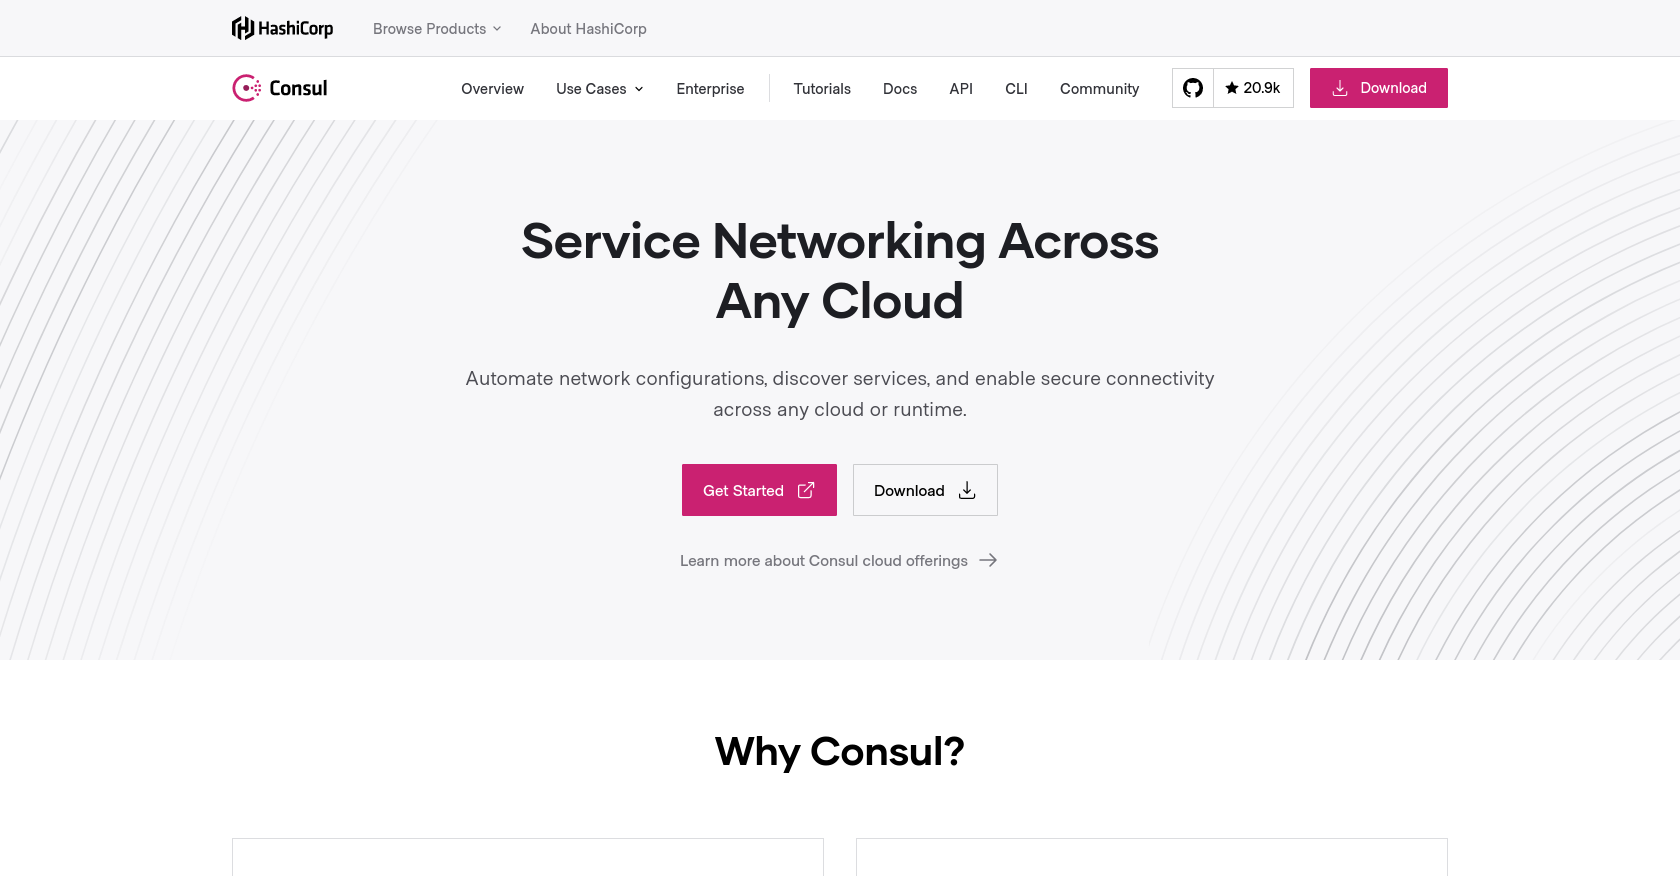 HashiCorp
Browse Products
About HashiCorp
Consul
Overview
Use Cases
Enterprise
Tutorials
Docs
API
CLI
Community
20.9k
Download
Service Networking Across
Any Cloud
Automate network configurations, discover services, and enable secure connectivity
across any cloud or runtime.
Get Started
Download
Learn more about Consul cloud offerings
Why Consul?